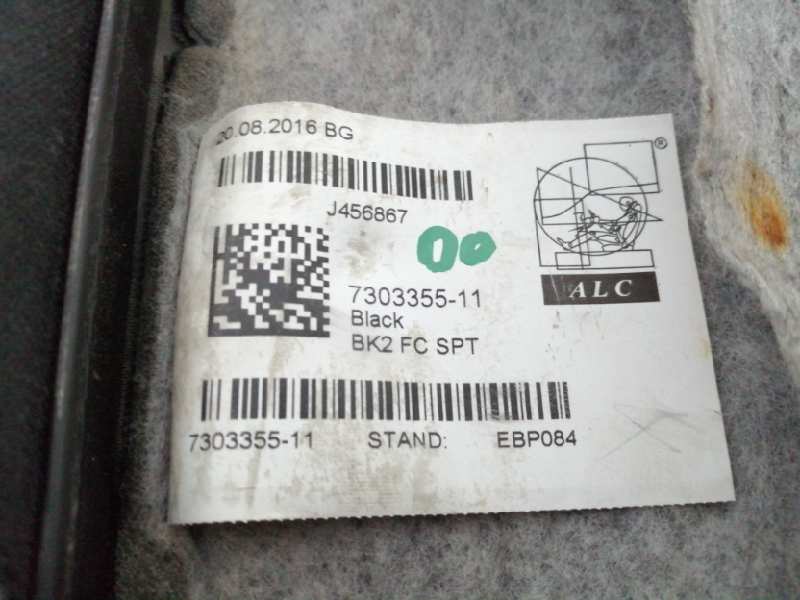 20.08.2016 BG
J456867
00
®
ALC
7303355-11
Black
BK2 FC SPT
7303355-11 STAND: EBP084